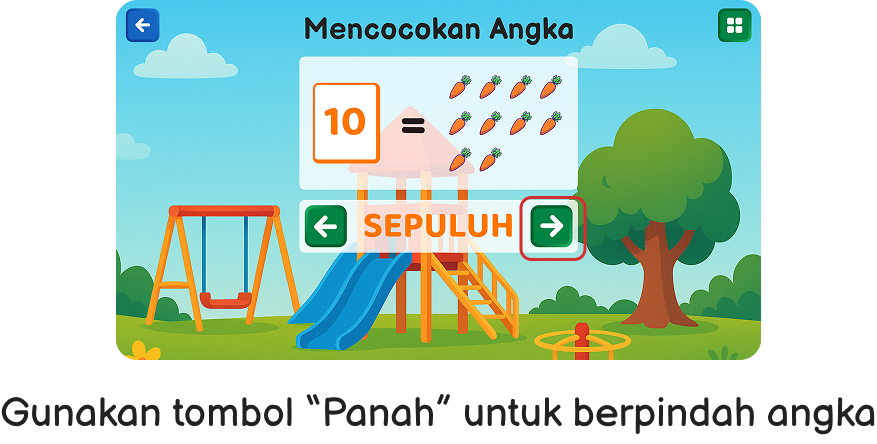 Mencocokan Angka
10 =
SEPULUH
Gunakan tombol “Panah” untuk berpindah angka